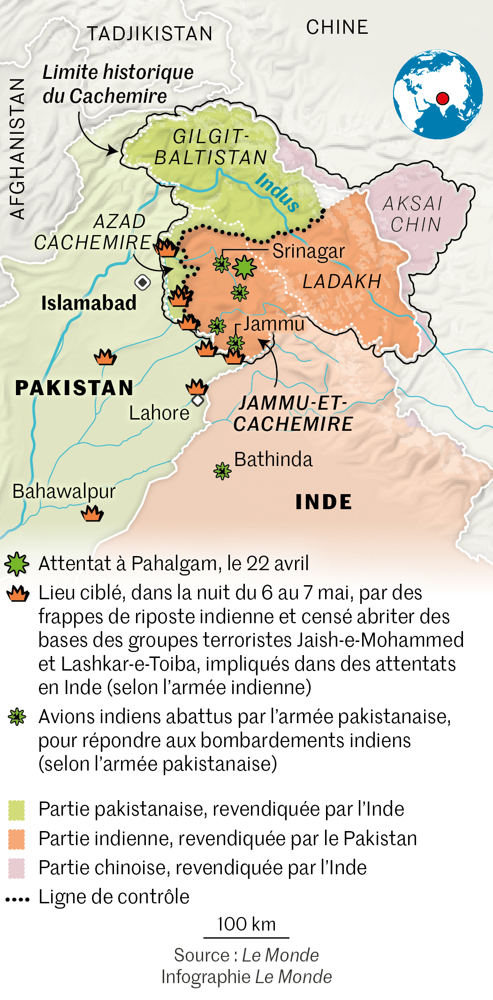 TADJIKISTAN
CHINE
Limite historique
du Cachemire
AFGHANISTAN
GILGIT-
BALTISTAN
Indus
AKSAI
CHIN
AZAD
CACHEMIRE
Srinagar
LADAKH
Islamabad
Jammu
PAKISTAN
Lahore
JAMMU-ET-
CACHEMIRE
Bathinda
Bahawalpur
INDE
Attentat à Pahalgam, le 22 avril
Lieu ciblé, dans la nuit du 6 au 7 mai, par des
frappes de riposte indienne et censé abriter des
bases des groupes terroristes Jaish-e-Mohammed
et Lashkar-e-Toiba, impliqués dans des attentats
en Inde (selon l’armée indienne)
Avions indiens abattus par l’armée pakistanaise,
pour répondre aux bombardements indiens
(selon l’armée pakistanaise)
Partie pakistanaise, revendiquée par l’Inde
Partie indienne, revendiquée par le Pakistan
Partie chinoise, revendiquée par l’Inde
Ligne de contrôle
100 km
Source : Le Monde
Infographie Le Monde